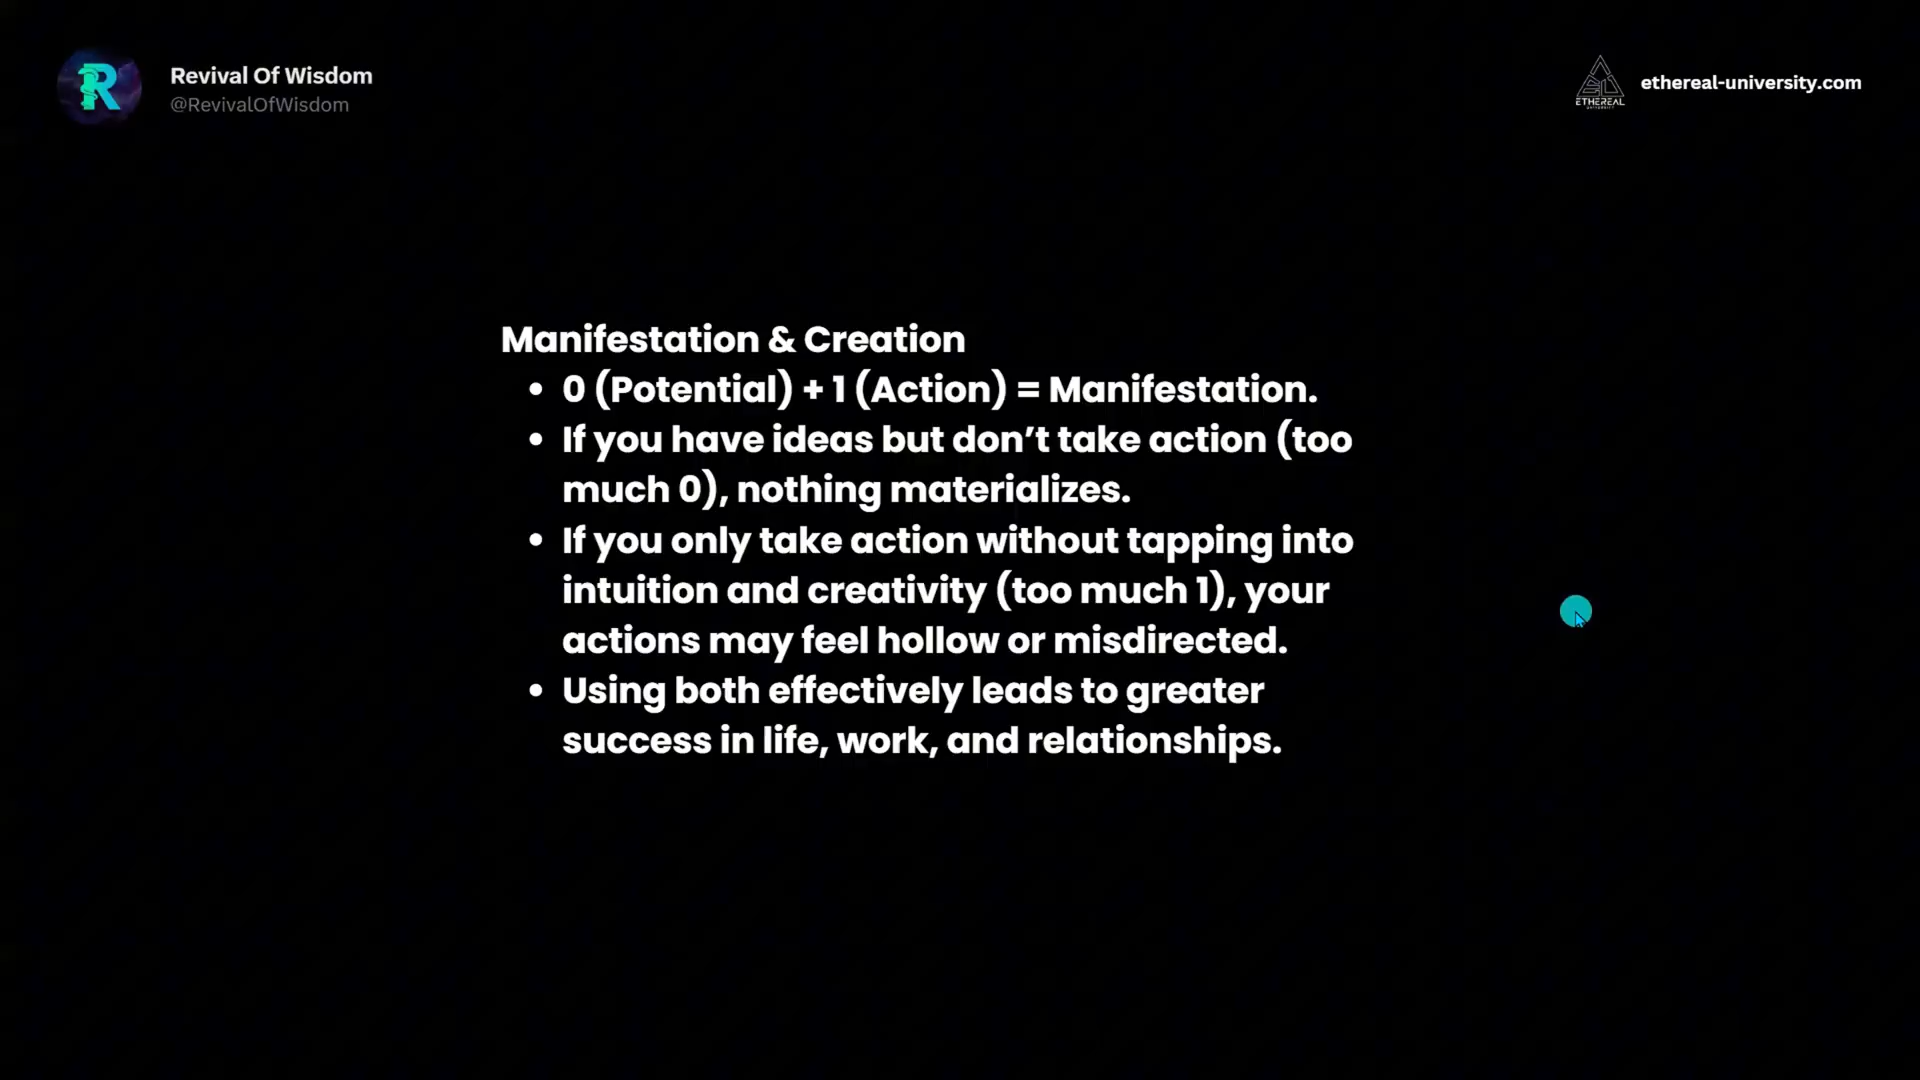 Revival Of Wisdom
@RevivalOfWisdom
ETHEREAL
UNIVERSITY
ethereal-university.com
Manifestation & Creation
• 0 (Potential) + 1 (Action) = Manifestation.
• If you have ideas but don’t take action (too
much 0), nothing materializes.
• If you only take action without tapping into
intuition and creativity (too much 1), your
actions may feel hollow or misdirected.
• Using both effectively leads to greater
success in life, work, and relationships.